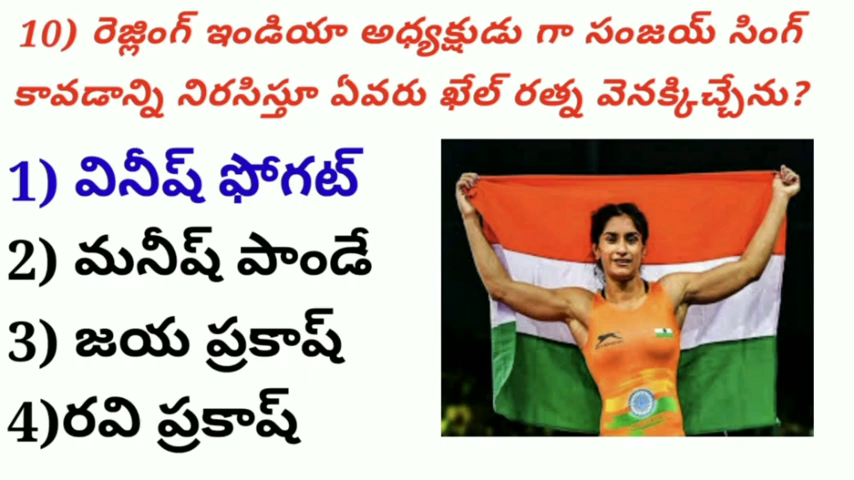 10) రెజ్లింగ్ ఇండియా అధ్యక్షుడు గా సంజయ్ సింగ్
కావడాన్ని నిరసిస్తూ ఏవరు ఖేల్ రత్న వెనక్కిచ్చేను?
1) వినీష్ ఫోగట్
2) మనీష్ పాండే
3) జయ ప్రకాష్
4)రవి ప్రకాష్